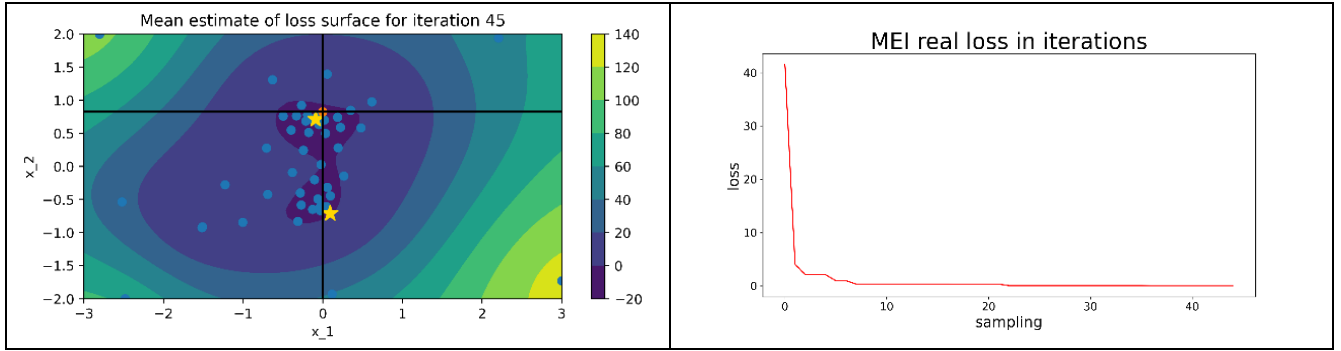 Mean estimate of loss surface for iteration 45
2.0
1.5
1.0
0.5
0.0
−0.5
−1.0
−1.5
−2.0
x_2
−3 −2 −1 0 1 2 3
x_1
140
120
100
80
60
40
20
0
−20
MEI real loss in iterations
40
30
20
10
0
loss
0 10 20 30 40
sampling